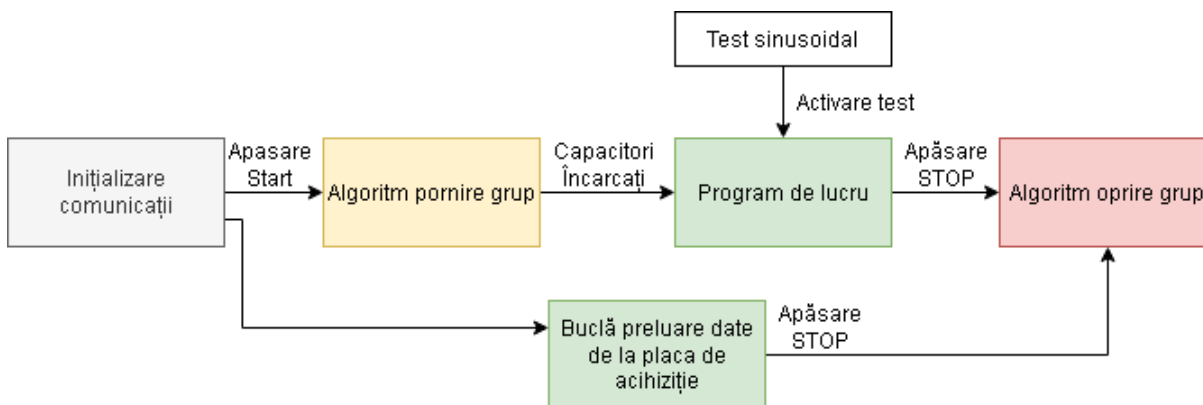 Test sinusoidal
Activare test
Inițializare
comunicații
Apasare
Start
Algoritm pornire grup
Capacitori
Încarcați
Program de lucru
Apăsare
STOP
Algoritm oprire grup
Buclă preluare date
de la placa de
acihiziție
Apăsare
STOP